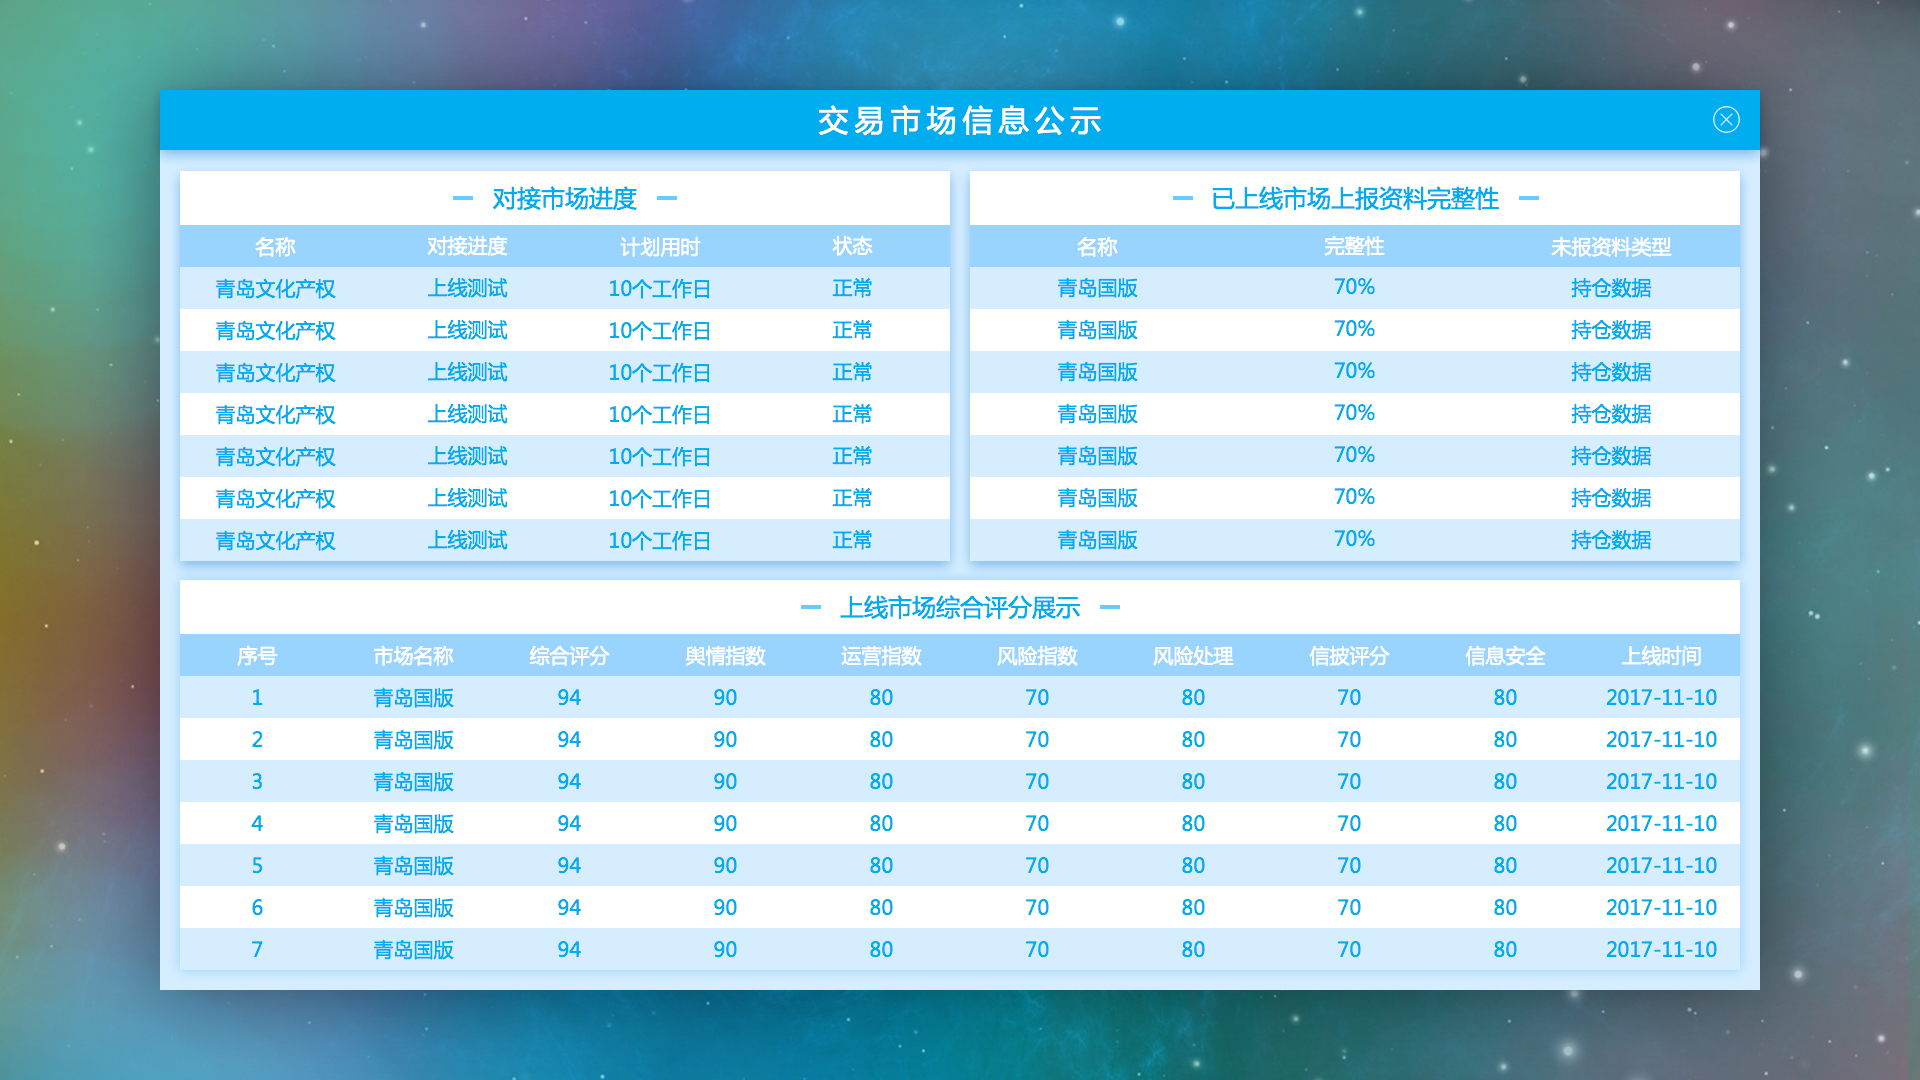 交易市场信息公示
对接市场进度
名称 对接进度 计划用时 状态
青岛文化产权 上线测试 10个工作日 正常
青岛文化产权 上线测试 10个工作日 正常
青岛文化产权 上线测试 10个工作日 正常
青岛文化产权 上线测试 10个工作日 正常
青岛文化产权 上线测试 10个工作日 正常
青岛文化产权 上线测试 10个工作日 正常
青岛文化产权 上线测试 10个工作日 正常
已上线市场上报资料完整性
名称 完整性 未报资料类型
青岛国版 70% 持仓数据
青岛国版 70% 持仓数据
青岛国版 70% 持仓数据
青岛国版 70% 持仓数据
青岛国版 70% 持仓数据
青岛国版 70% 持仓数据
青岛国版 70% 持仓数据
上线市场综合评分展示
序号 市场名称 综合评分 舆情指数 运营指数 风险指数 风险处理 信披评分 信息安全 上线时间
1 青岛国版 94 90 80 70 80 70 80 2017-11-10
2 青岛国版 94 90 80 70 80 70 80 2017-11-10
3 青岛国版 94 90 80 70 80 70 80 2017-11-10
4 青岛国版 94 90 80 70 80 70 80 2017-11-10
5 青岛国版 94 90 80 70 80 70 80 2017-11-10
6 青岛国版 94 90 80 70 80 70 80 2017-11-10
7 青岛国版 94 90 80 70 80 70 80 2017-11-10